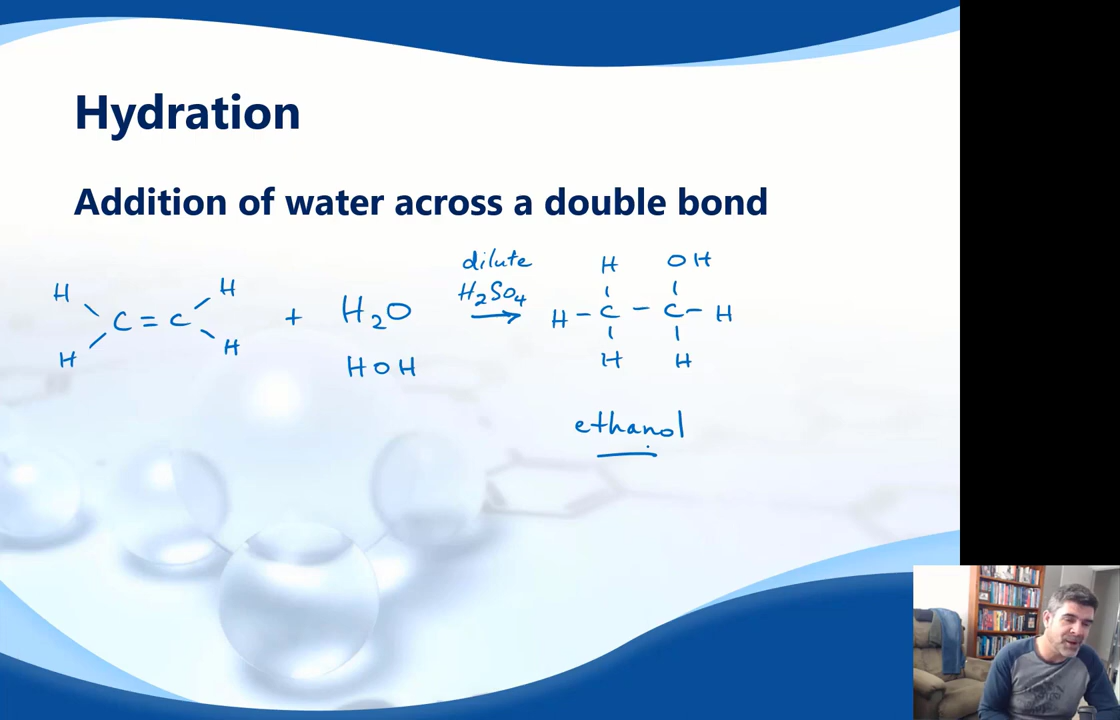 Hydration
Addition of water across a double bond
dilute
H₂SO₄
H H
C = C
H H
+ H₂O
HOH
H OH
H - C - C - H
H H
ethanol